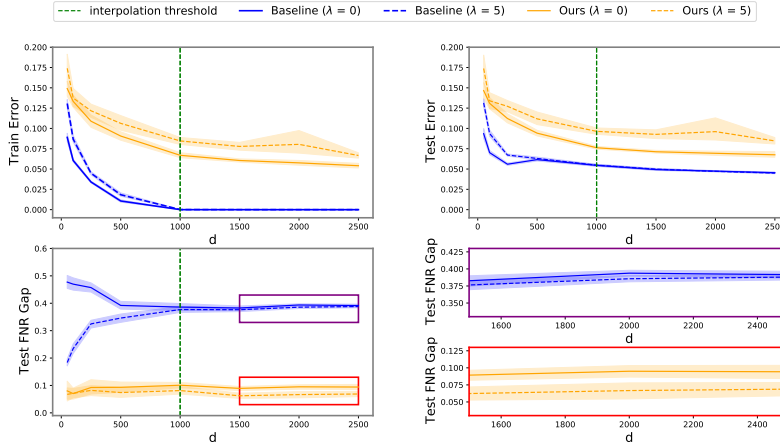 interpolation threshold
Baseline (λ = 0)
Baseline (λ = 5)
Ours (λ = 0)
Ours (λ = 5)
Train Error
0.200
0.175
0.150
0.125
0.100
0.075
0.050
0.025
0.000
0 500 1000 1500 2000 2500
d
Test Error
0.200
0.175
0.150
0.125
0.100
0.075
0.050
0.025
0.000
0 500 1000 1500 2000 2500
d
Test FNR Gap
0.6
0.5
0.4
0.3
0.2
0.1
0.0
0 500 1000 1500 2000 2500
d
Test FNR Gap
0.425
0.400
0.375
0.350
1600 1800 2000 2200 2400
d
Test FNR Gap
0.125
0.100
0.075
0.050
1600 1800 2000 2200 2400
d